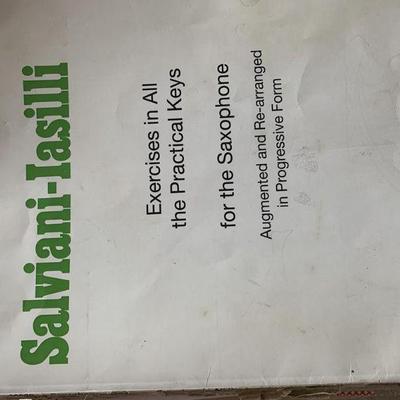 Salviani-Iasilli
Exercises in All
the Practical Keys
for the Saxophone
Augmented and Re-arranged
in Progressive Form